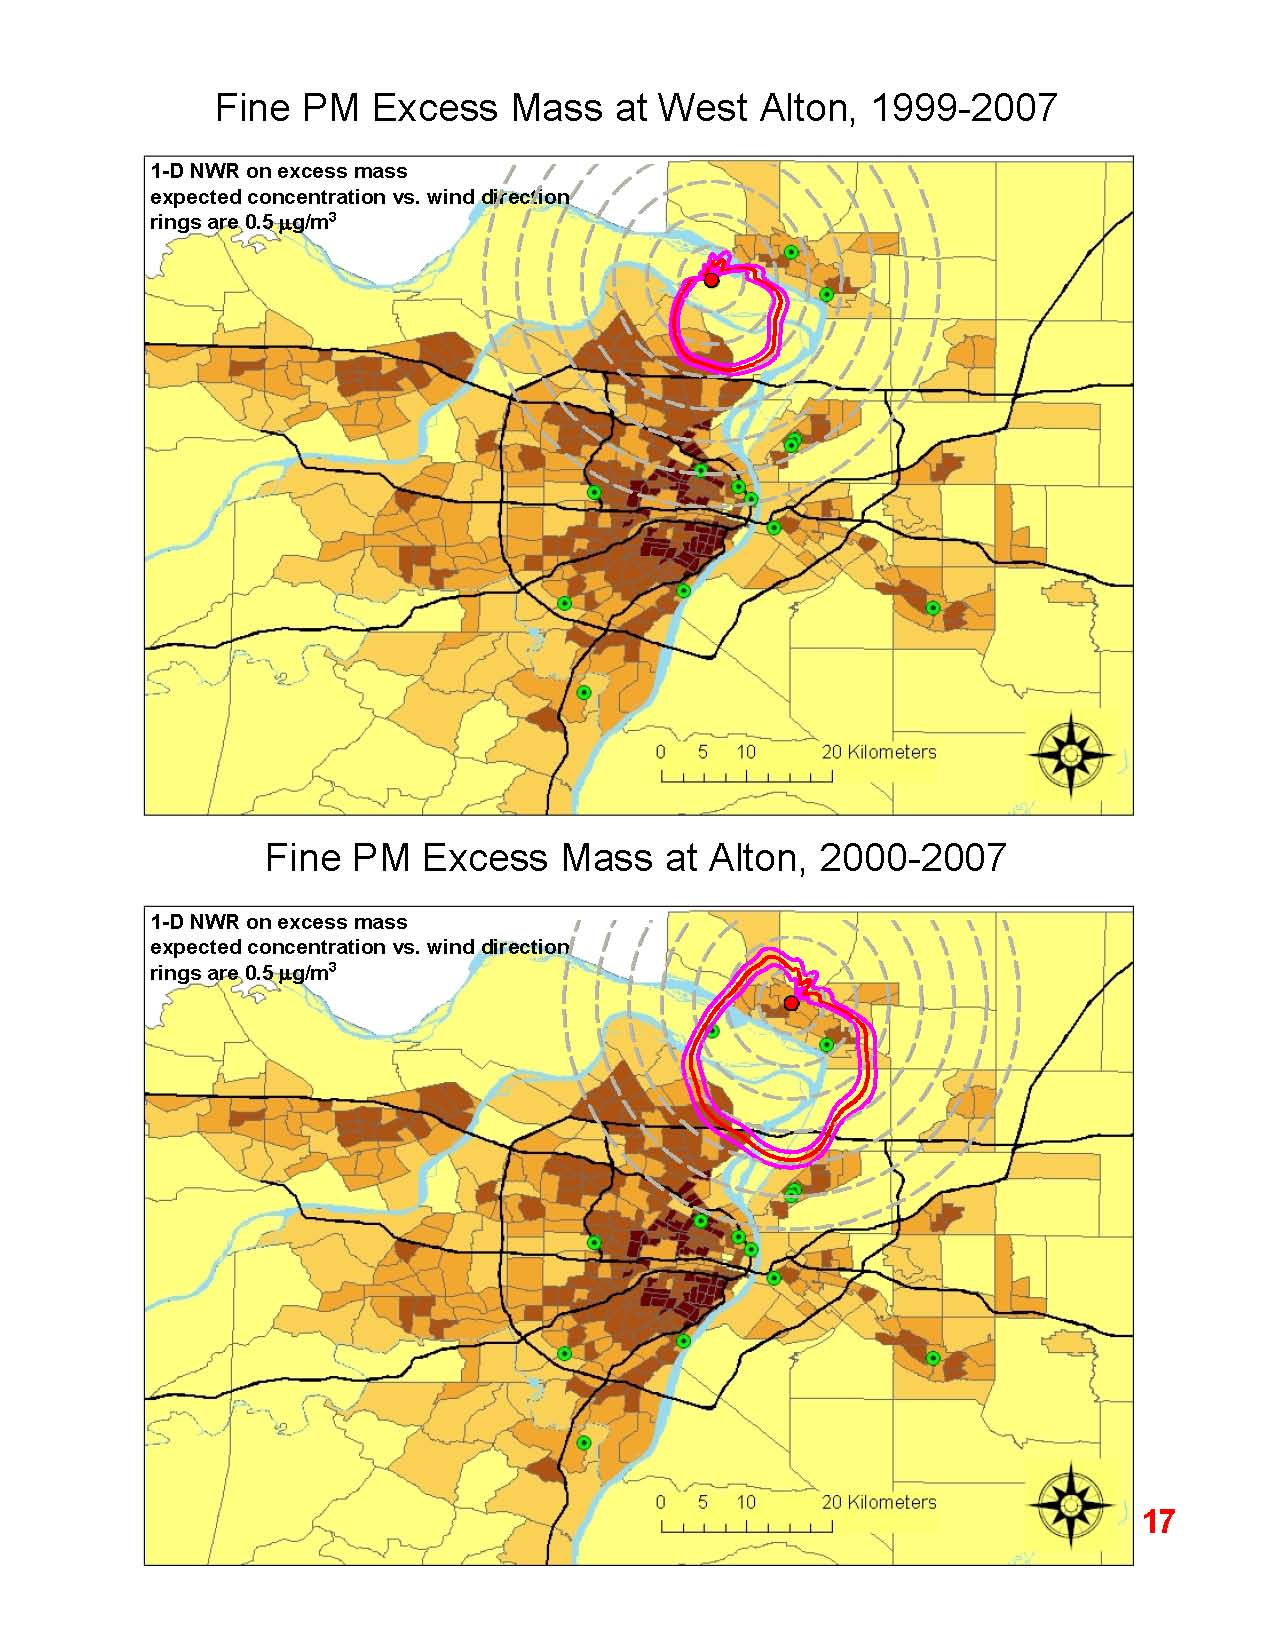 Fine PM Excess Mass at West Alton, 1999-2007
1-D NWR on excess mass
expected concentration vs. wind direction
rings are 0.5 µg/m³
0 5 10 20 Kilometers
Fine PM Excess Mass at Alton, 2000-2007
1-D NWR on excess mass
expected concentration vs. wind direction
rings are 0.5 µg/m³
0 5 10 20 Kilometers
17